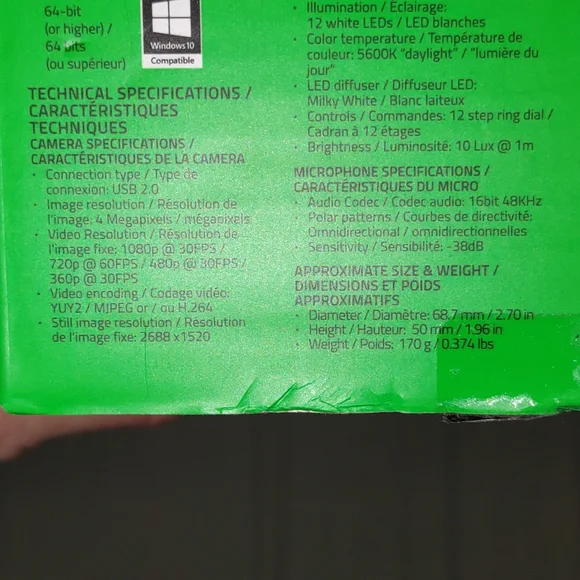 64-bit
(or higher) /
64 bits
(ou supérieur)
Windows 10
Compatible
TECHNICAL SPECIFICATIONS /
CARACTÉRISTIQUES
TECHNIQUES
CAMERA SPECIFICATIONS /
CARACTÉRISTIQUES DE LA CAMERA
• Connection type / Type de
connexion: USB 2.0
• Image resolution / Résolution de
l'image: 4 Megapixels / mégapixels
• Video Resolution / Résolution de
l'image fixe: 1080p @ 30FPS /
720p @ 60FPS / 480p @ 30FPS /
360p @ 30FPS
• Video encoding / Codage vidéo:
YUY2 / MJPEG or / ou H.264
• Still image resolution / Résolution
de l'image fixe: 2688 x1520
• Illumination / Éclairage:
12 white LEDs / LED blanches
• Color temperature / Température de
couleur: 5600K "daylight" / "lumière du
jour"
• LED diffuser / Diffuseur LED:
Milky White / Blanc laiteux
• Controls / Commandes: 12 step ring dial /
Cadran à 12 étages
• Brightness / Luminosité: 10 Lux @ 1m
MICROPHONE SPECIFICATIONS /
CARACTÉRISTIQUES DU MICRO
• Audio Codec / Codec audio: 16bit 48KHz
• Polar patterns / Courbes de directivité:
Omnidirectional / omnidirectionnelles
• Sensitivity / Sensibilité: -38dB
APPROXIMATE SIZE & WEIGHT /
DIMENSIONS ET POIDS
APPROXIMATIFS
• Diameter / Diamètre: 68.7 mm / 2.70 in
• Height / Hauteur: 50 mm / 1.96 in
• Weight / Poids: 170 g / 0.374 lbs